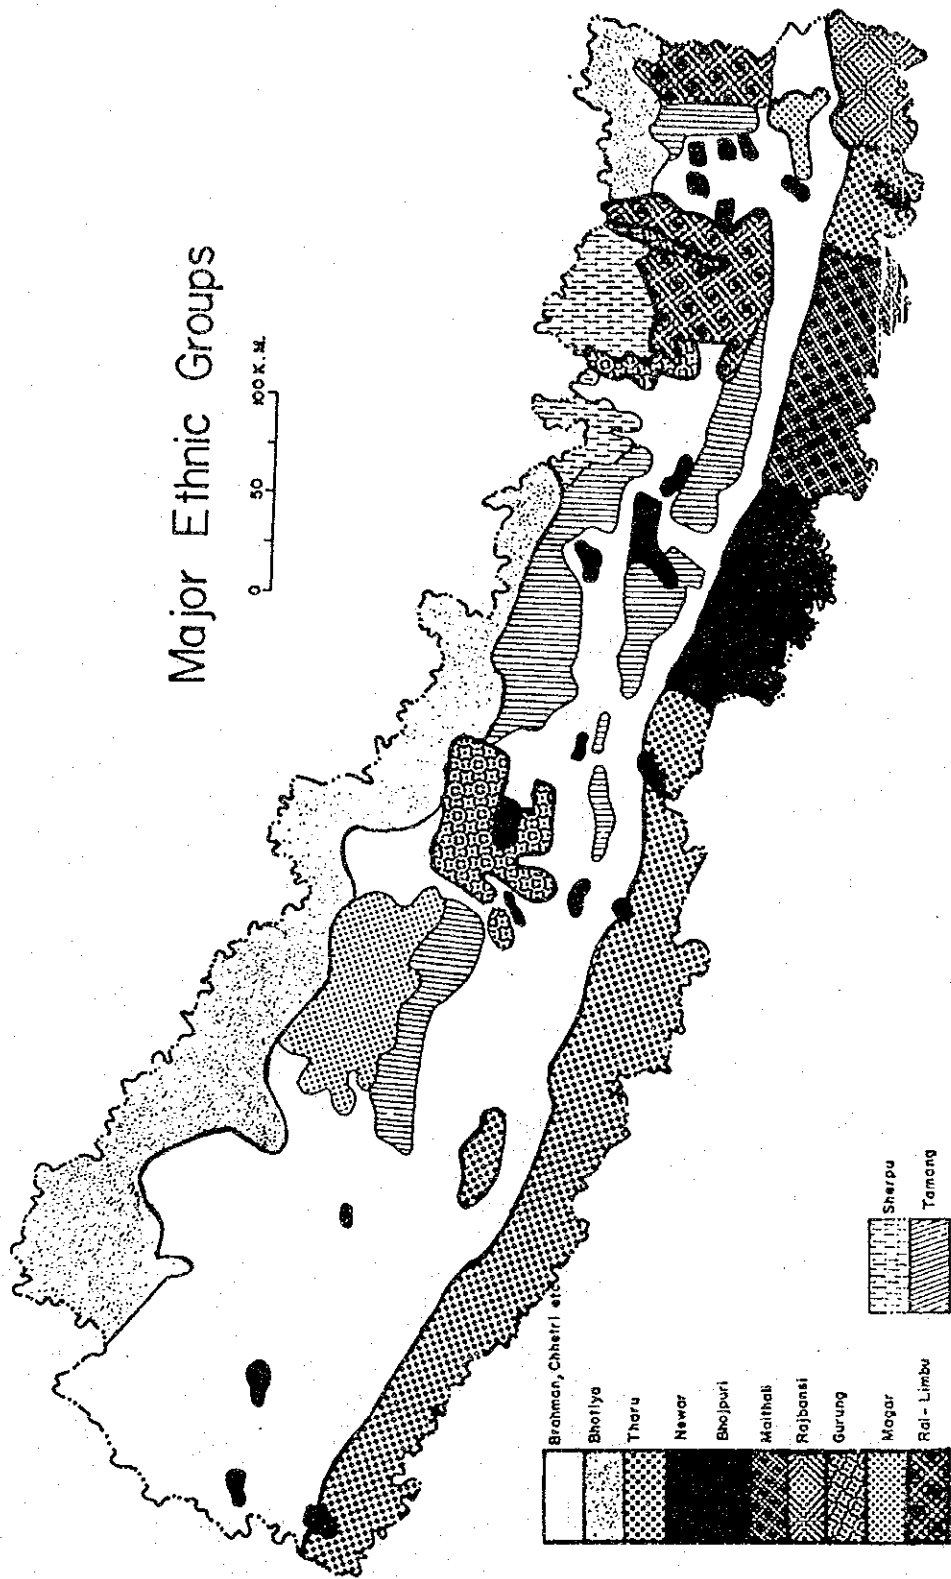 Major Ethnic Groups
0 50 100 K. M.
Brahman, Chhetri etc
Bhotiya
Tharu
Newar
Bhojpuri
Maithali
Rajbansi
Gurung
Magar
Rai - Limbu
Sherpu
Tamang